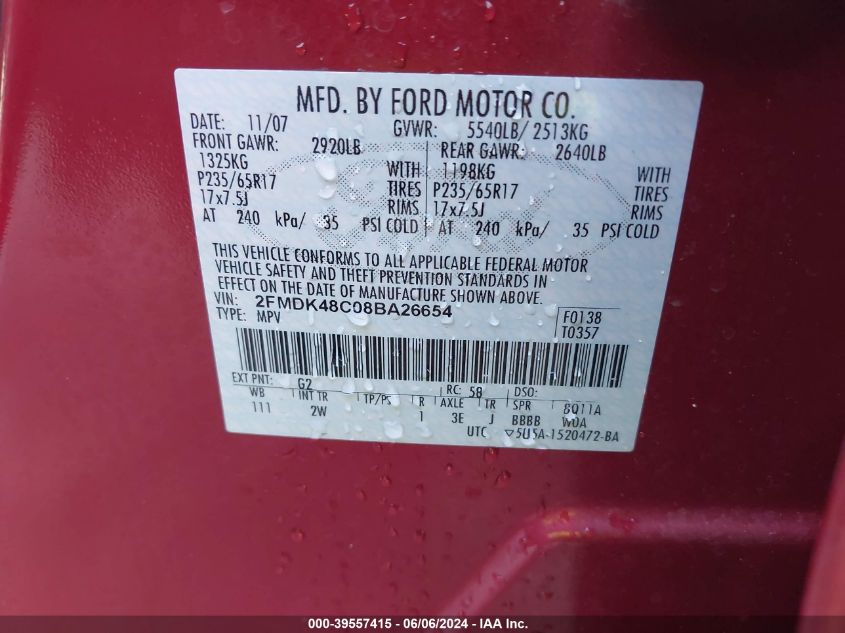 MFD. BY FORD MOTOR CO.
DATE: 11/07 GVWR: 5540LB/ 2513KG
FRONT GAWR: 2920LB REAR GAWR: 2640LB
1325KG WITH 1198KG WITH
P235/65R17 TIRES P235/65R17 TIRES
17x7.5J RIMS 17x7.5J RIMS
AT 240 kPa/ 35 PSI COLD AT 240 kPa/ 35 PSI COLD
THIS VEHICLE CONFORMS TO ALL APPLICABLE FEDERAL MOTOR
VEHICLE SAFETY AND THEFT PREVENTION STANDARDS IN
EFFECT ON THE DATE OF MANUFACTURE SHOWN ABOVE.
VIN: 2FMDK48C08BA26654 F0138
TYPE: MPV T0357
EXT PNT: G2 RC: 58 DSO:
WB INT TR TP/PS R AXLE TR SPR BQ11A
111 2W 1 3E J BBBB W0A
UTC ▽5U5A-1520472-BA
000-39557415 - 06/06/2024 - IAAI Inc.